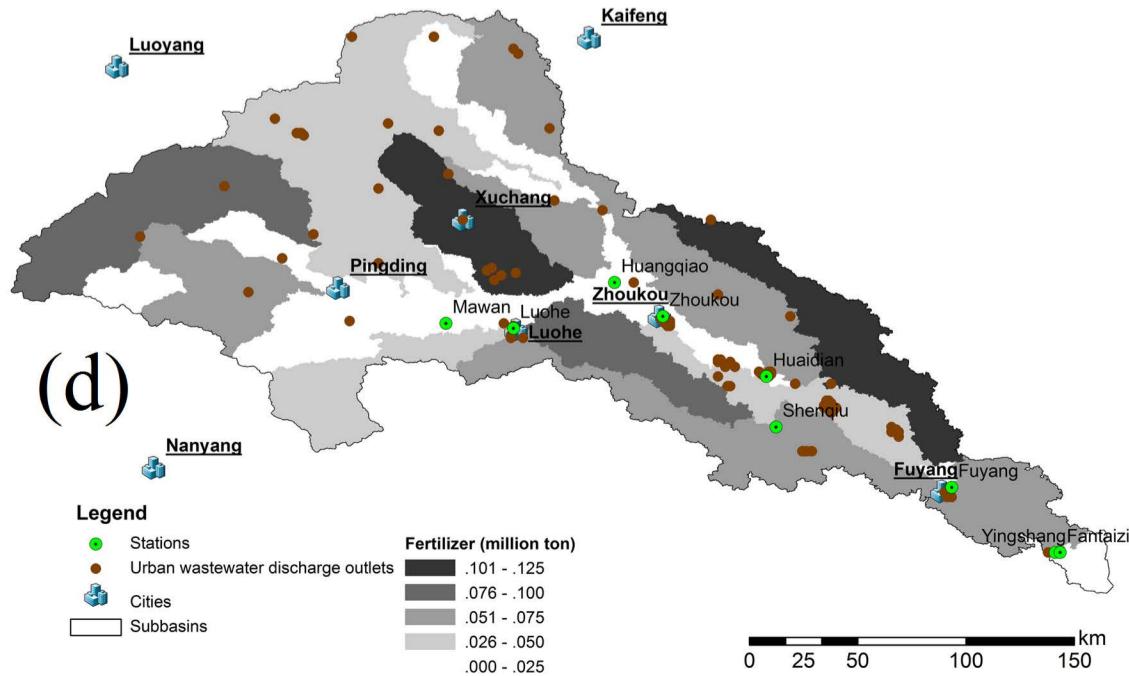 Kaifeng
Luoyang
Xuchang
Pingding
Huangqiao
Zhoukou
Zhoukou
Mawan
Luohe
Luohe
Huaidian
(d)
Shenqiu
Nanyang
Fuyang
Fuyang
Legend
Stations
Urban wastewater discharge outlets
Cities
Subbasins
Fertilizer (million ton)
.101 - .125
.076 - .100
.051 - .075
.026 - .050
.000 - .025
Yingshang
Fantaizi
km
0 25 50 100 150